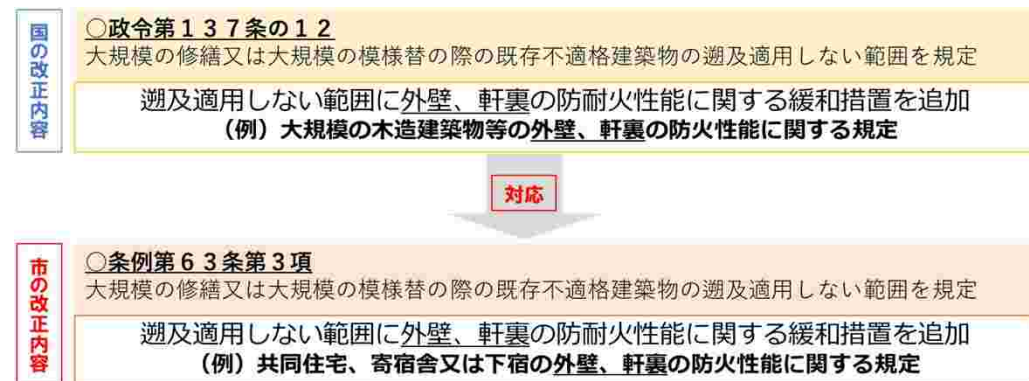 国の改正内容
○政令第１３７条の１２
大規模の修繕又は大規模の模様替の際の既存不適格建築物の遡及適用しない範囲を規定
遡及適用しない範囲に外壁、軒裏の防耐火性能に関する緩和措置を追加
（例）大規模の木造建築物等の外壁、軒裏の防火性能に関する規定
対応
市の改正内容
○条例第６３条第３項
大規模の修繕又は大規模の模様替の際の既存不適格建築物の遡及適用しない範囲を規定
遡及適用しない範囲に外壁、軒裏の防耐火性能に関する緩和措置を追加
（例）共同住宅、寄宿舎又は下宿の外壁、軒裏の防火性能に関する規定